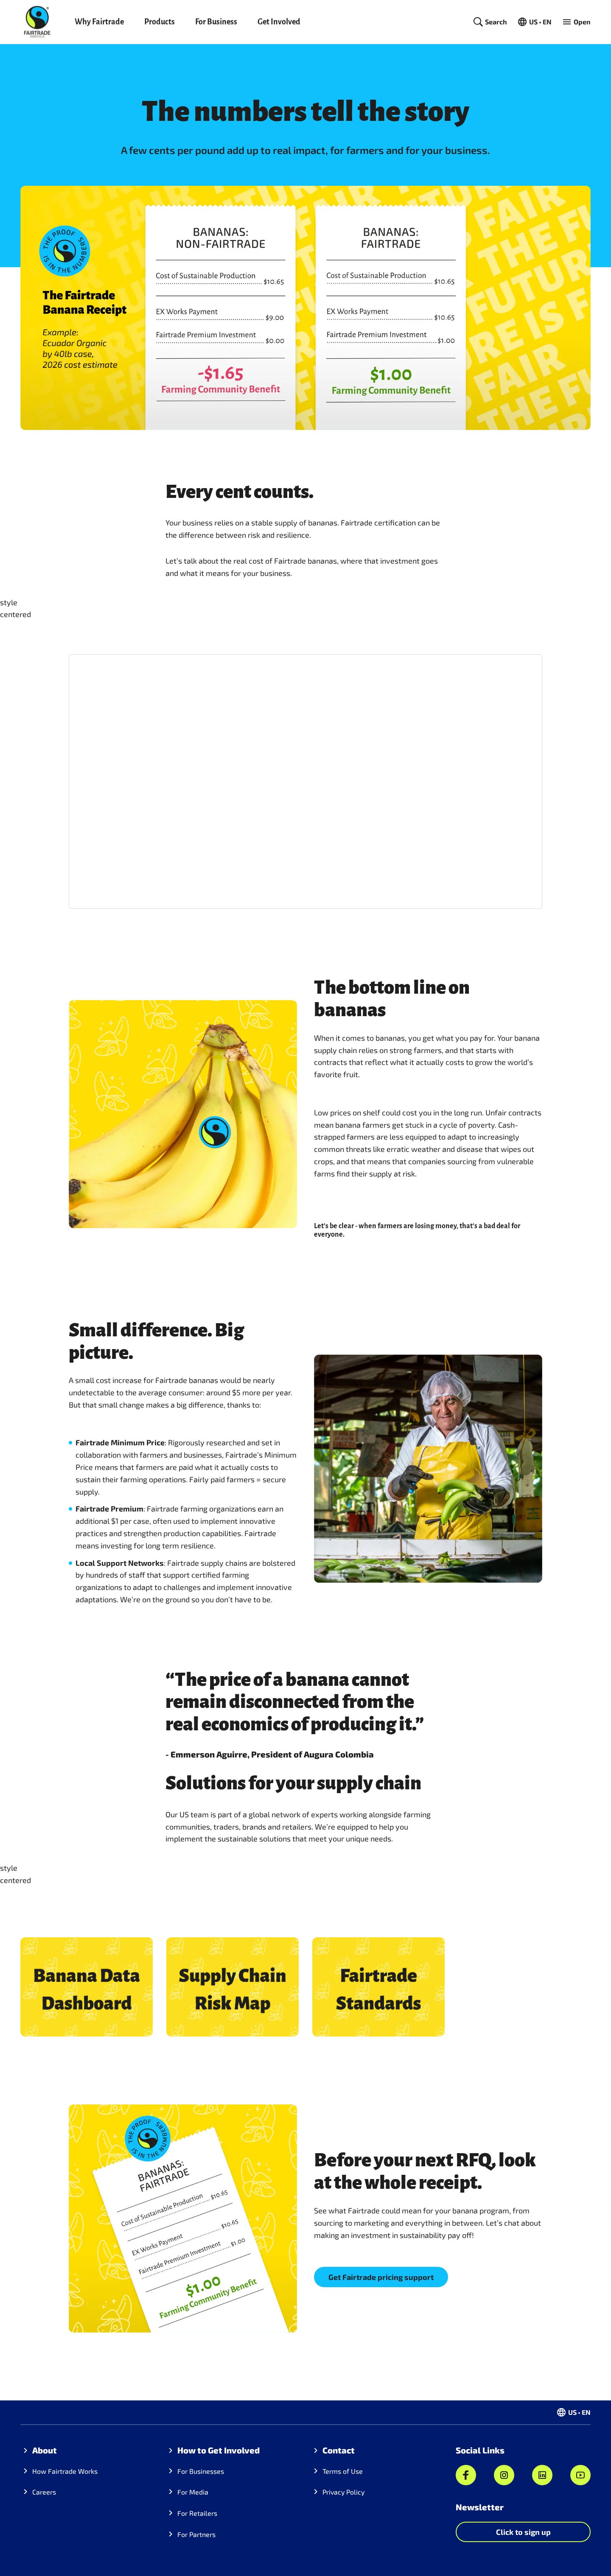 FAIRTRADE
AMERICA
Why Fairtrade
Products
For Business
Get Involved
Search
US • EN
Open
The numbers tell the story
A few cents per pound add up to real impact, for farmers and for your business.
THE PROOF
IS IN THE NUMBERS
The Fairtrade
Banana Receipt
Example:
Ecuador Organic
by 40lb case,
2026 cost estimate
BANANAS:
NON-FAIRTRADE
Cost of Sustainable Production
$10.65
EX Works Payment
$9.00
Fairtrade Premium Investment
$0.00
-$1.65
Farming Community Benefit
BANANAS:
FAIRTRADE
Cost of Sustainable Production
$10.65
EX Works Payment
$10.65
Fairtrade Premium Investment
$1.00
$1.00
Farming Community Benefit
Every cent counts.
Your business relies on a stable supply of bananas. Fairtrade certification can be
the difference between risk and resilience.
Let's talk about the real cost of Fairtrade bananas, where that investment goes
and what it means for your business.
style
centered
The bottom line on
bananas
When it comes to bananas, you get what you pay for. Your banana
supply chain relies on strong farmers, and that starts with
contracts that reflect what it actually costs to grow the world's
favorite fruit.
Low prices on shelf could cost you in the long run. Unfair contracts
mean banana farmers get stuck in a cycle of poverty. Cash-
strapped farmers are less equipped to adapt to increasingly
common threats like erratic weather and disease that wipes out
crops, and that means that companies sourcing from vulnerable
farms find their supply at risk.
Let's be clear - when farmers are losing money, that's a bad deal for
everyone.
Small difference. Big
picture.
A small cost increase for Fairtrade bananas would be nearly
undetectable to the average consumer: around $5 more per year.
But that small change makes a big difference, thanks to:
Fairtrade Minimum Price: Rigorously researched and set in
collaboration with farmers and businesses, Fairtrade's Minimum
Price means that farmers are paid what it actually costs to
sustain their farming operations. Fairly paid farmers = secure
supply.
Fairtrade Premium: Fairtrade farming organizations earn an
additional $1 per case, often used to implement innovative
practices and strengthen production capabilities. Fairtrade
means investing for long term resilience.
Local Support Networks: Fairtrade supply chains are bolstered
by hundreds of staff that support certified farming
organizations to adapt to challenges and implement innovative
adaptations. We're on the ground so you don't have to be.
“The price of a banana cannot
remain disconnected from the
real economics of producing it.”
- Emmerson Aguirre, President of Augura Colombia
Solutions for your supply chain
Our US team is part of a global network of experts working alongside farming
communities, traders, brands and retailers. We're equipped to help you
implement the sustainable solutions that meet your unique needs.
style
centered
Banana Data
Dashboard
Supply Chain
Risk Map
Fairtrade
Standards
THE PROOF
IS IN THE NUMBERS
BANANAS:
FAIRTRADE
Cost of Sustainable Production
$10.65
EX Works Payment
$10.65
Fairtrade Premium Investment
$1.00
$1.00
Farming Community Benefit
Before your next RFQ, look
at the whole receipt.
See what Fairtrade could mean for your banana program, from
sourcing to marketing and everything in between. Let's chat about
making an investment in sustainability pay off!
Get Fairtrade pricing support
US • EN
About
How Fairtrade Works
Careers
How to Get Involved
For Businesses
For Media
For Retailers
For Partners
Contact
Terms of Use
Privacy Policy
Social Links
Newsletter
Click to sign up